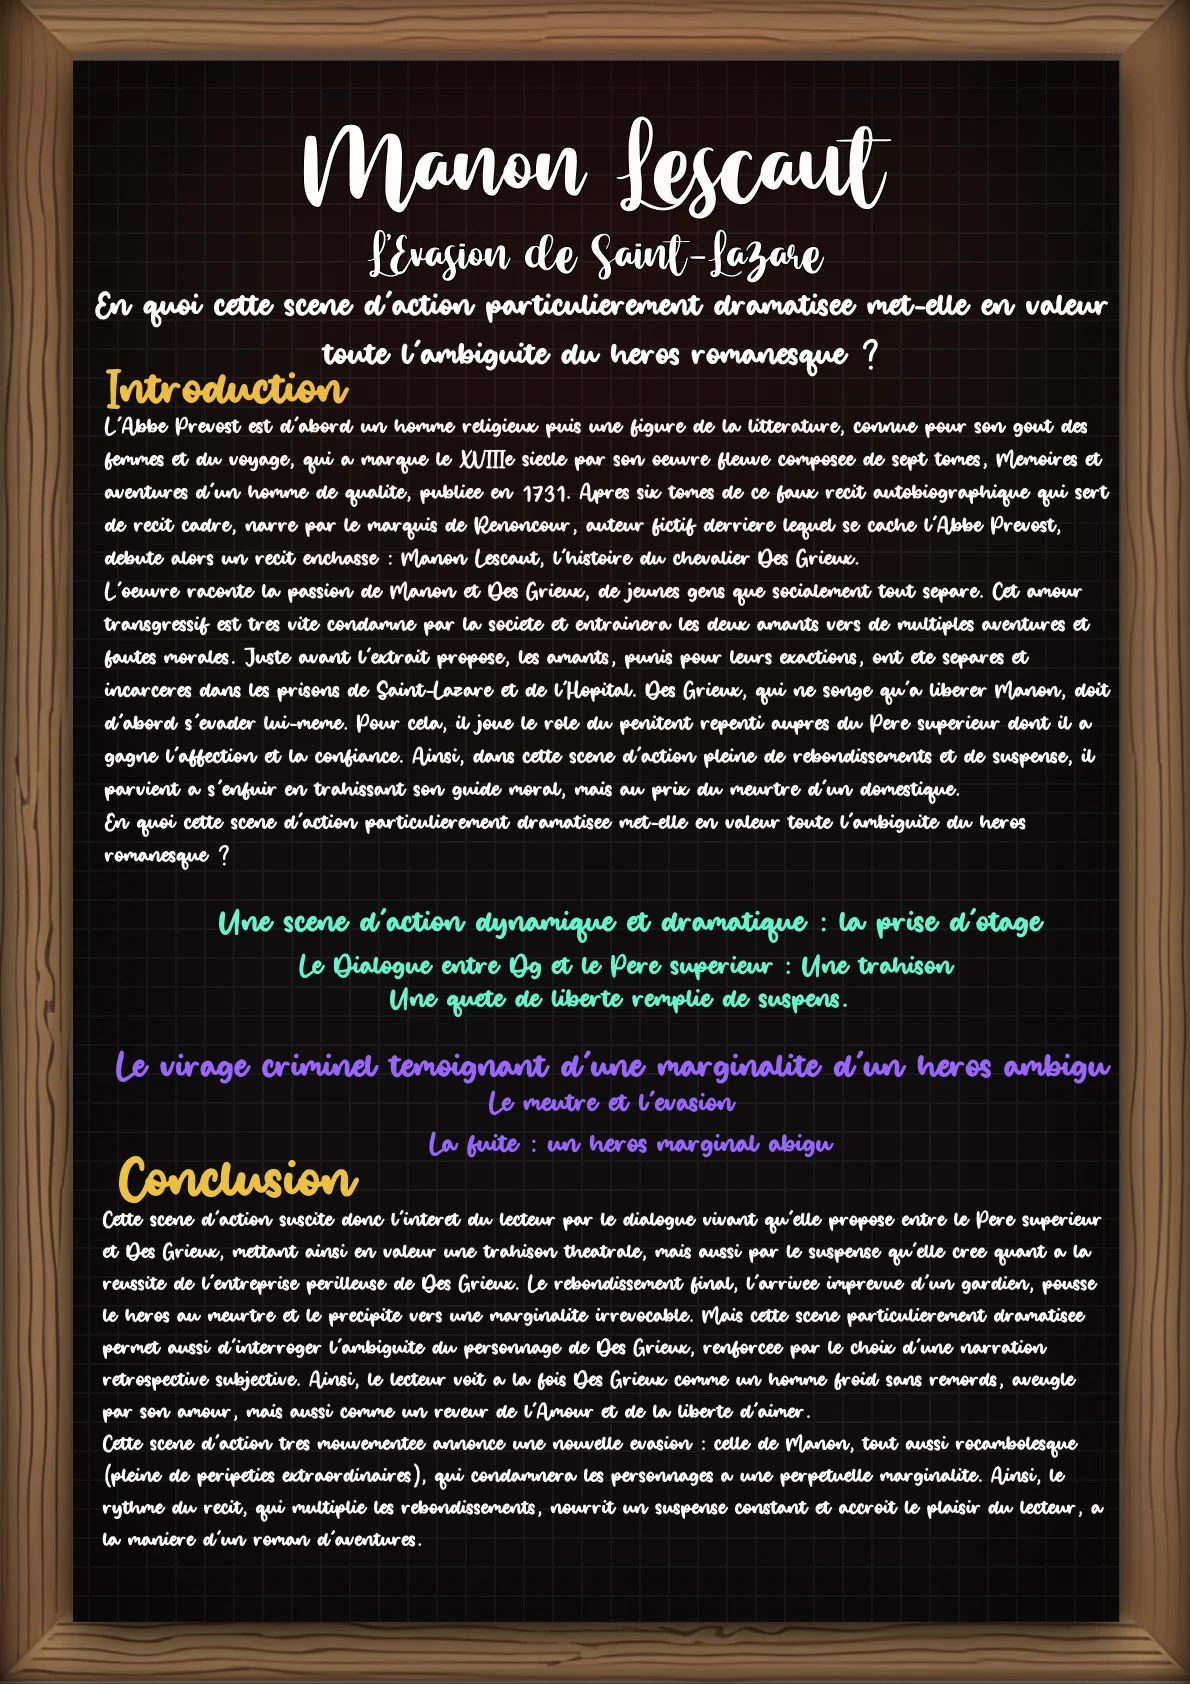 Manon Lescaut
L'Evasion de Saint-Lazare
En quoi cette scene d'action particulierement dramatisee met-elle en valeur
toute l'ambiguite du heros romanesque ?
Introduction
L'Abbe Prevost est d'abord un homme religieux puis une figure de la litterature, connue pour son gout des
femmes et du voyage, qui a marque le XVIIIe siecle par son oeuvre fleuve composee de sept tomes, Memoires et
aventures d'un homme de qualite, publiee en 1731. Apres six tomes de ce faux recit autobiographique qui sert
de recit cadre, narre par le marquis de Renoncour, auteur fictif derriere lequel se cache l'Abbe Prevost,
debute alors un recit enchasse : Manon Lescaut, l'histoire du chevalier Des Grieux.
L'oeuvre raconte la passion de Manon et Des Grieux, de jeunes gens que socialement tout separe. Cet amour
transgressif est tres vite condamne par la societe et entrainera les deux amants vers de multiples aventures et
fautes morales. Juste avant l'extrait propose, les amants, punis pour leurs exactions, ont ete separes et
incarceres dans les prisons de Saint-Lazare et de l'Hopital. Des Grieux, qui ne songe qu'a liberer Manon, doit
d'abord s'evader lui-meme. Pour cela, il joue le role du penitent repenti aupres du Pere superieur dont il a
gagne l'affection et la confiance. Ainsi, dans cette scene d'action pleine de rebondissements et de suspense, il
parvient a s'enfuir en trahissant son guide moral, mais au prix du meurtre d'un domestique.
En quoi cette scene d'action particulierement dramatisee met-elle en valeur toute l'ambiguite du heros
romanesque ?
Une scene d'action dynamique et dramatique : la prise d'otage
Le Dialogue entre Dg et le Pere superieur : Une trahison
Une quete de liberte remplie de suspens.
Le virage criminel temoignant d'une marginalite d'un heros ambigu
Le meutre et l'evasion
La fuite : un heros marginal abigu
Conclusion
Cette scene d'action suscite donc l'interet du lecteur par le dialogue vivant qu'elle propose entre le Pere superieur
et Des Grieux, mettant ainsi en valeur une trahison theatrale, mais aussi par le suspense qu'elle cree quant a la
reussite de l'entreprise perilleuse de Des Grieux. Le rebondissement final, l'arrivee imprevue d'un gardien, pousse
le heros au meurtre et le precipite vers une marginalite irrevocable. Mais cette scene particulierement dramatisee
permet aussi d'interroger l'ambiguite du personnage de Des Grieux, renforcee par le choix d'une narration
retrospective subjective. Ainsi, le lecteur voit a la fois Des Grieux comme un homme froid sans remords, aveugle
par son amour, mais aussi comme un reveur de l'Amour et de la liberte d'aimer.
Cette scene d'action tres mouvementee annonce une nouvelle evasion : celle de Manon, tout aussi rocambolesque
(pleine de peripeties extraordinaires), qui condamnera les personnages a une perpetuelle marginalite. Ainsi, le
rythme du recit, qui multiplie les rebondissements, nourrit un suspense constant et accroit le plaisir du lecteur, a
la maniere d'un roman d'aventures.